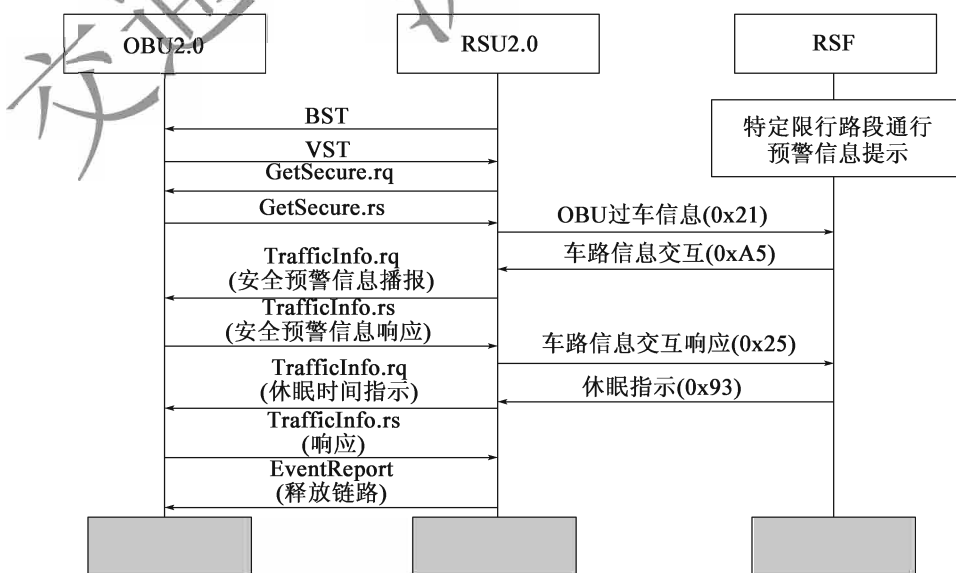 OBU2.0
RSU2.0
RSF
特定限行路段通行
预警信息提示
BST
VST
GetSecure.rq
GetSecure.rs
OBU过车信息(0x21)
车路信息交互(0xA5)
TrafficInfo.rq
(安全预警信息播报)
TrafficInfo.rs
(安全预警信息响应)
车路信息交互响应(0x25)
TrafficInfo.rq
(休眠时间指示)
休眠指示(0x93)
TrafficInfo.rs
(响应)
EventReport
(释放链路)
交通